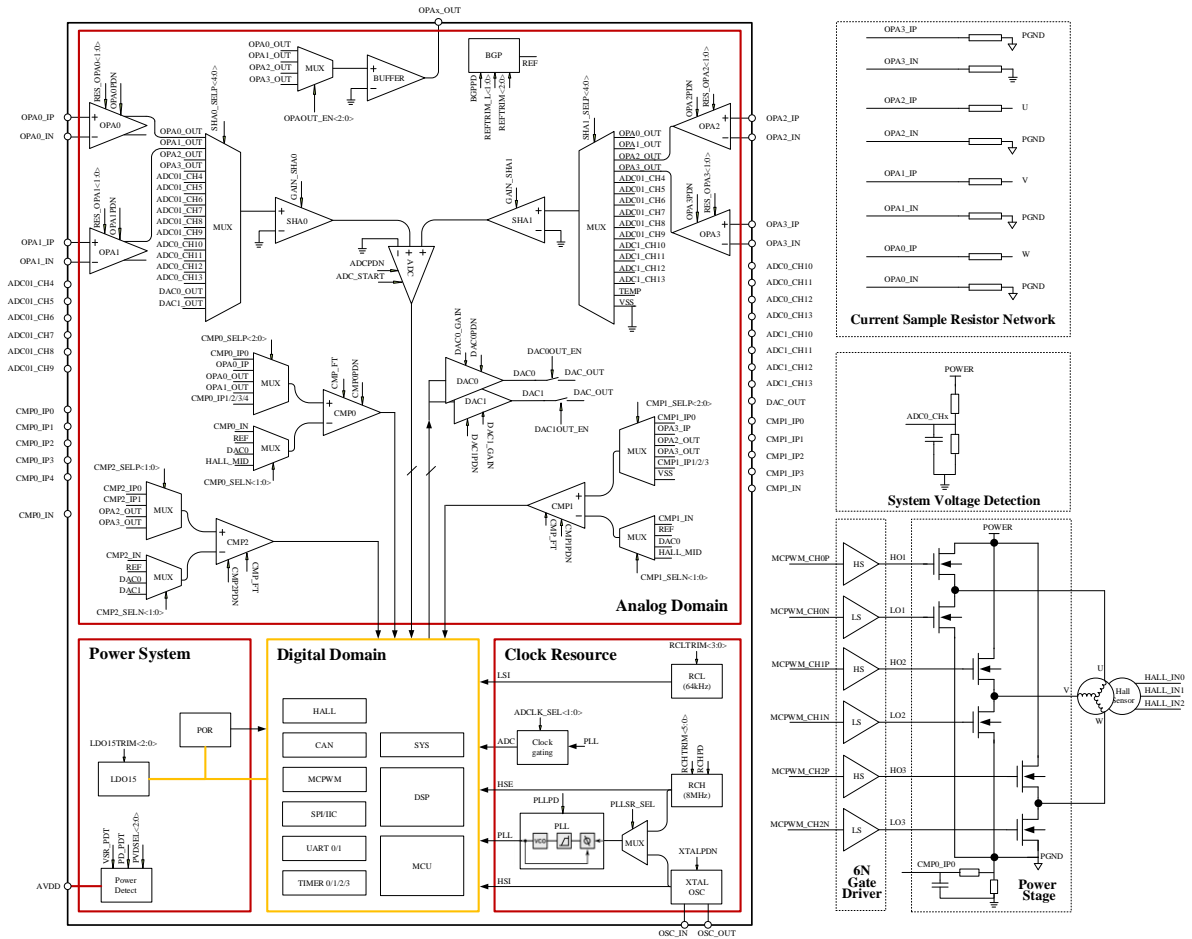 OPAx_OUT
OPA0_OUT
OPA1_OUT
OPA2_OUT
OPA3_OUT
MUX
BUFFER
OPAOUT_EN<2:0>
BGP
REF
BGPPD
REFTRIM_L<1:0>
REFTRIM<2:0>
RES_OPA0<1:0>
OPA0PDN
OPA0_IP
OPA0_IN
OPA0
RES_OPA1<1:0>
OPA1PDN
OPA1_IP
OPA1_IN
OPA1
SHA0_SELP<4:0>
OPA0_OUT
OPA1_OUT
OPA2_OUT
OPA3_OUT
ADC01_CH4
ADC01_CH5
ADC01_CH6
ADC01_CH7
ADC01_CH8
ADC01_CH9
ADC0_CH10
ADC0_CH11
ADC0_CH12
ADC0_CH13
DAC0_OUT
DAC1_OUT
MUX
GAIN_SHA0
SHA0
GAIN_SHA1
SHA1
ADC
ADCPDN
ADC_START
SHA1_SELP<4:0>
MUX
OPA0_OUT
OPA1_OUT
OPA2_OUT
OPA3_OUT
ADC01_CH4
ADC01_CH5
ADC01_CH6
ADC01_CH7
ADC01_CH8
ADC01_CH9
ADC1_CH10
ADC1_CH11
ADC1_CH12
ADC1_CH13
TEMP
VSS
OPA2PDN
RES_OPA2<1:0>
OPA2
OPA2_IP
OPA2_IN
OPA3PDN
RES_OPA3<1:0>
OPA3
OPA3_IP
OPA3_IN
ADC01_CH4
ADC01_CH5
ADC01_CH6
ADC01_CH7
ADC01_CH8
ADC01_CH9
CMP0_IP0
CMP0_IP1
CMP0_IP2
CMP0_IP3
CMP0_IP4
CMP0_IN
ADC0_CH10
ADC0_CH11
ADC0_CH12
ADC0_CH13
ADC1_CH10
ADC1_CH11
ADC1_CH12
ADC1_CH13
DAC_OUT
CMP1_IP0
CMP1_IP1
CMP1_IP2
CMP1_IP3
CMP1_IN
CMP0_SELP<2:0>
CMP0_IP0
OPA0_IP
OPA0_OUT
OPA1_OUT
CMP0_IP1/2/3/4
MUX
CMP_FT
CMP0PDN
CMP0
CMP0_IN
REF
DAC0
HALL_MID
MUX
CMP0_SELN<1:0>
DAC0_GAIN
DAC0PDN
DAC0
DAC1
DAC1PDN
DAC1_GAIN
DAC0OUT_EN
DAC0
DAC_OUT
DAC1
DAC_OUT
DAC1OUT_EN
CMP1_SELP<2:0>
MUX
CMP1_IP0
OPA3_IP
OPA2_OUT
OPA3_OUT
CMP1_IP1/2/3
VSS
CMP1
CMP_FT
CMP1PDN
MUX
CMP1_IN
REF
DAC0
HALL_MID
CMP1_SELN<1:0>
CMP2_SELP<1:0>
CMP2_IP0
CMP2_IP1
OPA2_OUT
OPA3_OUT
MUX
CMP2
CMP2_IN
REF
DAC0
DAC1
MUX
CMP2PDN
CMP_FT
CMP2_SELN<1:0>
Analog Domain
Power System
POR
LDO15TRIM<2:0>
LDO15
VSR_PDT
PD_PDT
PVDSEL<2:0>
AVDD
Power
Detect
Digital Domain
HALL
CAN
MCPWM
SPI/IIC
UART 0/1
TIMER 0/1/2/3
SYS
DSP
MCU
Clock Resource
RCLTRIM<3:0>
LSI
RCL
(64kHz)
ADCLK_SEL<1:0>
ADC
Clock
gating
PLL
RCHTRIM<5:0>
RCHPD
HSE
RCH
(8MHz)
PLLPD
PLLSR_SEL
PLL
PLL
VCO
MUX
XTALPDN
HSI
XTAL
OSC
OSC_IN
OSC_OUT
OPA3_IP
PGND
OPA3_IN
OPA2_IP
U
OPA2_IN
PGND
OPA1_IP
V
OPA1_IN
PGND
OPA0_IP
W
OPA0_IN
PGND
Current Sample Resistor Network
POWER
ADC0_CHx
System Voltage Detection
MCPWM_CH0P
HS
HO1
MCPWM_CH0N
LS
LO1
MCPWM_CH1P
HS
HO2
MCPWM_CH1N
LS
LO2
MCPWM_CH2P
HS
HO3
MCPWM_CH2N
LS
LO3
POWER
U
V
W
Hall
Sensor
HALL_IN0
HALL_IN1
HALL_IN2
PGND
CMP0_IP0
6N
Gate
Driver
Power
Stage